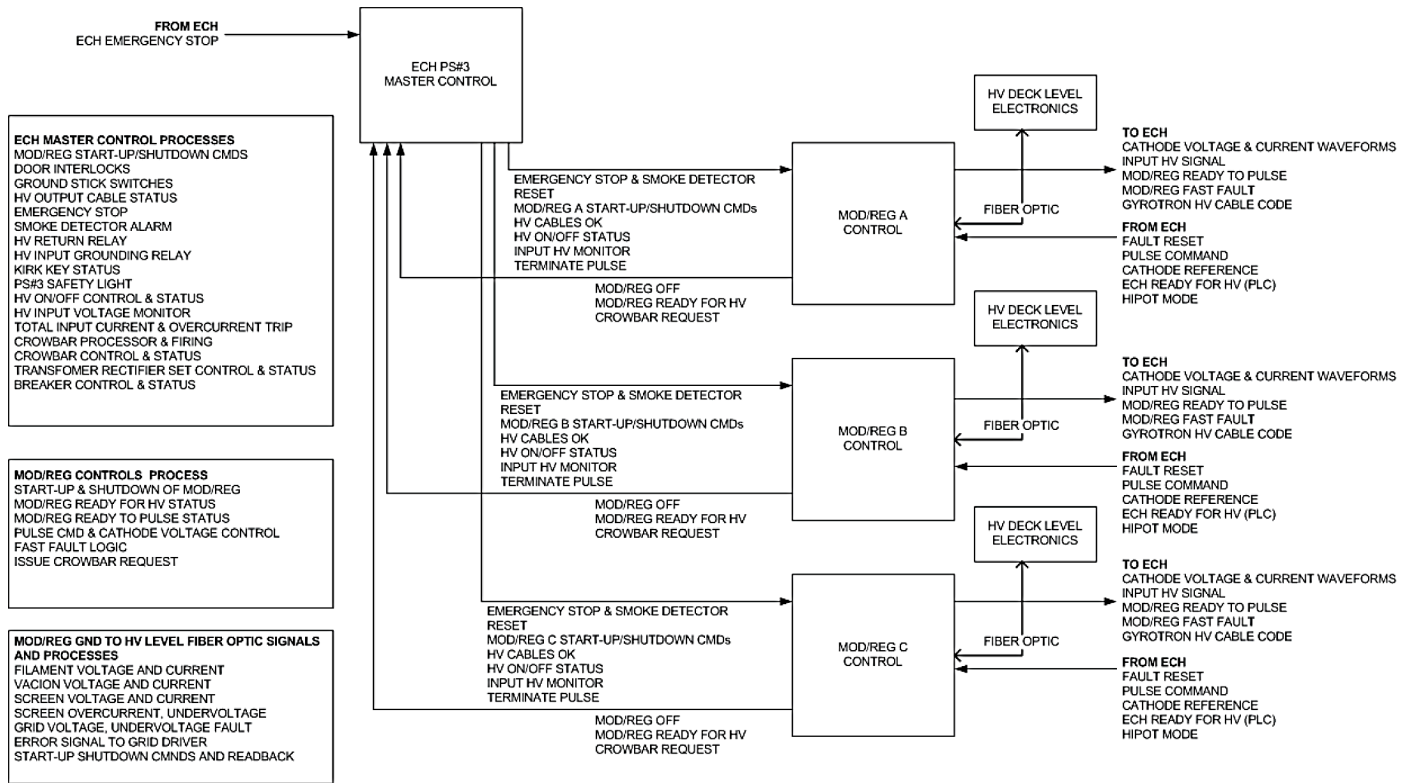 FROM ECH
ECH EMERGENCY STOP
ECH PS#3
MASTER CONTROL
ECH MASTER CONTROL PROCESSES
MOD/REG START-UP/SHUTDOWN CMDS
DOOR INTERLOCKS
GROUND STICK SWITCHES
HV OUTPUT CABLE STATUS
EMERGENCY STOP
SMOKE DETECTOR ALARM
HV RETURN RELAY
HV INPUT GROUNDING RELAY
KIRK KEY STATUS
PS#3 SAFETY LIGHT
HV ON/OFF CONTROL & STATUS
HV INPUT VOLTAGE MONITOR
TOTAL INPUT CURRENT & OVERCURRENT TRIP
CROWBAR PROCESSOR & FIRING
CROWBAR CONTROL & STATUS
TRANSFOMER RECTIFIER SET CONTROL & STATUS
BREAKER CONTROL & STATUS
MOD/REG CONTROLS PROCESS
START-UP & SHUTDOWN OF MOD/REG
MOD/REG READY FOR HV STATUS
MOD/REG READY TO PULSE STATUS
PULSE CMD & CATHODE VOLTAGE CONTROL
FAST FAULT LOGIC
ISSUE CROWBAR REQUEST
MOD/REG GND TO HV LEVEL FIBER OPTIC SIGNALS
AND PROCESSES
FILAMENT VOLTAGE AND CURRENT
VACION VOLTAGE AND CURRENT
SCREEN VOLTAGE AND CURRENT
SCREEN OVERCURRENT, UNDERVOLTAGE
GRID VOLTAGE, UNDERVOLTAGE FAULT
ERROR SIGNAL TO GRID DRIVER
START-UP SHUTDOWN CMNDS AND READBACK
EMERGENCY STOP & SMOKE DETECTOR
RESET
MOD/REG A START-UP/SHUTDOWN CMDs
HV CABLES OK
HV ON/OFF STATUS
INPUT HV MONITOR
TERMINATE PULSE
MOD/REG OFF
MOD/REG READY FOR HV
CROWBAR REQUEST
MOD/REG A
CONTROL
HV DECK LEVEL
ELECTRONICS
FIBER OPTIC
TO ECH
CATHODE VOLTAGE & CURRENT WAVEFORMS
INPUT HV SIGNAL
MOD/REG READY TO PULSE
MOD/REG FAST FAULT
GYROTRON HV CABLE CODE
FROM ECH
FAULT RESET
PULSE COMMAND
CATHODE REFERENCE
ECH READY FOR HV (PLC)
HIPOT MODE
EMERGENCY STOP & SMOKE DETECTOR
RESET
MOD/REG B START-UP/SHUTDOWN CMDs
HV CABLES OK
HV ON/OFF STATUS
INPUT HV MONITOR
TERMINATE PULSE
MOD/REG OFF
MOD/REG READY FOR HV
CROWBAR REQUEST
MOD/REG B
CONTROL
HV DECK LEVEL
ELECTRONICS
FIBER OPTIC
TO ECH
CATHODE VOLTAGE & CURRENT WAVEFORMS
INPUT HV SIGNAL
MOD/REG READY TO PULSE
MOD/REG FAST FAULT
GYROTRON HV CABLE CODE
FROM ECH
FAULT RESET
PULSE COMMAND
CATHODE REFERENCE
ECH READY FOR HV (PLC)
HIPOT MODE
EMERGENCY STOP & SMOKE DETECTOR
RESET
MOD/REG C START-UP/SHUTDOWN CMDs
HV CABLES OK
HV ON/OFF STATUS
INPUT HV MONITOR
TERMINATE PULSE
MOD/REG OFF
MOD/REG READY FOR HV
CROWBAR REQUEST
MOD/REG C
CONTROL
HV DECK LEVEL
ELECTRONICS
FIBER OPTIC
TO ECH
CATHODE VOLTAGE & CURRENT WAVEFORMS
INPUT HV SIGNAL
MOD/REG READY TO PULSE
MOD/REG FAST FAULT
GYROTRON HV CABLE CODE
FROM ECH
FAULT RESET
PULSE COMMAND
CATHODE REFERENCE
ECH READY FOR HV (PLC)
HIPOT MODE